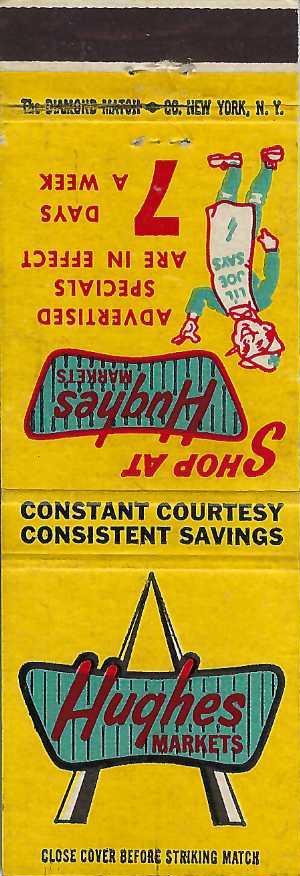 The DIAMOND MATCH CO. NEW YORK, N. Y.
SHOP AT
Hughes
MARKETS
ADVERTISED
SPECIALS
ARE IN EFFECT
7 DAYS
A WEEK
LIL
JOE
SAYS
CONSTANT COURTESY
CONSISTENT SAVINGS
Hughes
MARKETS
CLOSE COVER BEFORE STRIKING MATCH